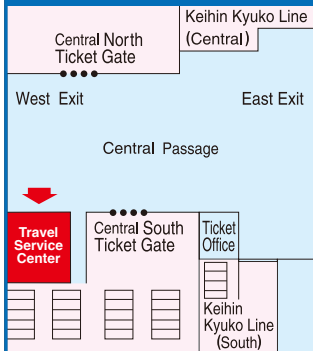 Keihin Kyuko Line
(Central)
Central North
Ticket Gate
West Exit
East Exit
Central Passage
Travel
Service
Center
Central South
Ticket Gate
Ticket
Office
Keihin
Kyuko Line
(South)